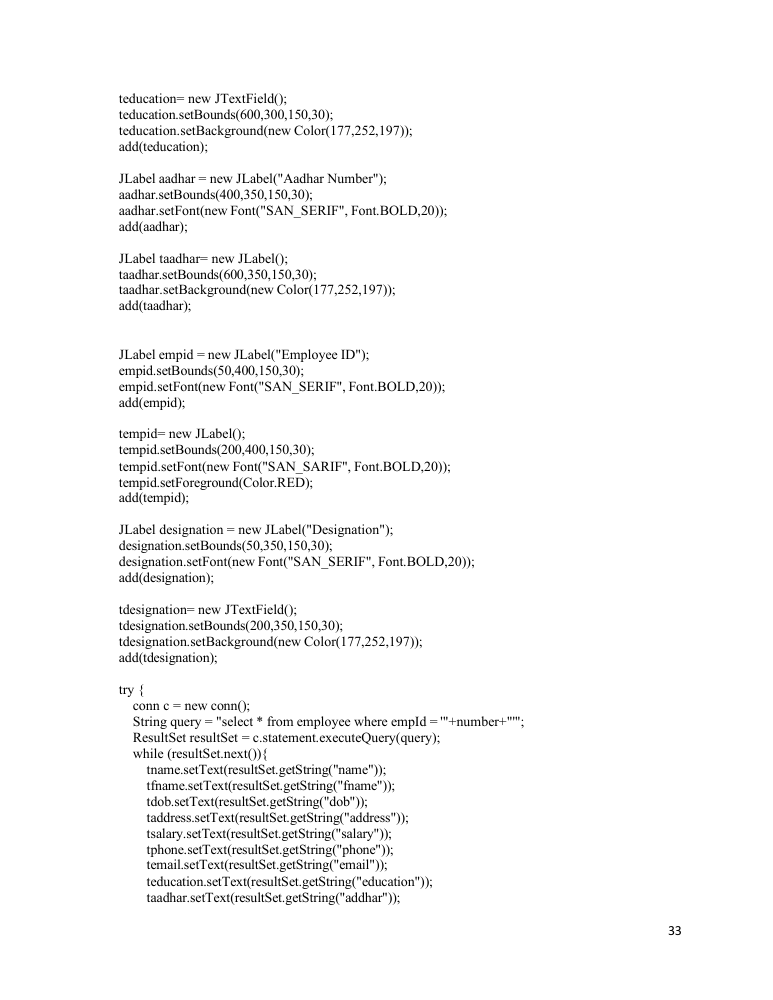 teducation= new JTextField();
teducation.setBounds(600,300,150,30);
teducation.setBackground(new Color(177,252,197));
add(teducation);

JLabel aadhar = new JLabel("Aadhar Number");
aadhar.setBounds(400,350,150,30);
aadhar.setFont(new Font("SAN_SERIF", Font.BOLD,20));
add(aadhar);

JLabel taadhar= new JLabel();
taadhar.setBounds(600,350,150,30);
taadhar.setBackground(new Color(177,252,197));
add(taadhar);

JLabel empid = new JLabel("Employee ID");
empid.setBounds(50,400,150,30);
empid.setFont(new Font("SAN_SERIF", Font.BOLD,20));
add(empid);

tempid= new JLabel();
tempid.setBounds(200,400,150,30);
tempid.setFont(new Font("SAN_SARIF", Font.BOLD,20));
tempid.setForeground(Color.RED);
add(tempid);

JLabel designation = new JLabel("Designation");
designation.setBounds(50,350,150,30);
designation.setFont(new Font("SAN_SERIF", Font.BOLD,20));
add(designation);

tdesignation= new JTextField();
tdesignation.setBounds(200,350,150,30);
tdesignation.setBackground(new Color(177,252,197));
add(tdesignation);

try {
    conn c = new conn();
    String query = "select * from employee where empId = '"+number+"'";
    ResultSet resultSet = c.statement.executeQuery(query);
    while (resultSet.next()){
        tname.setText(resultSet.getString("name"));
        tfname.setText(resultSet.getString("fname"));
        tdob.setText(resultSet.getString("dob"));
        taddress.setText(resultSet.getString("address"));
        tsalary.setText(resultSet.getString("salary"));
        tphone.setText(resultSet.getString("phone"));
        temail.setText(resultSet.getString("email"));
        teducation.setText(resultSet.getString("education"));
        taadhar.setText(resultSet.getString("addhar"));
33